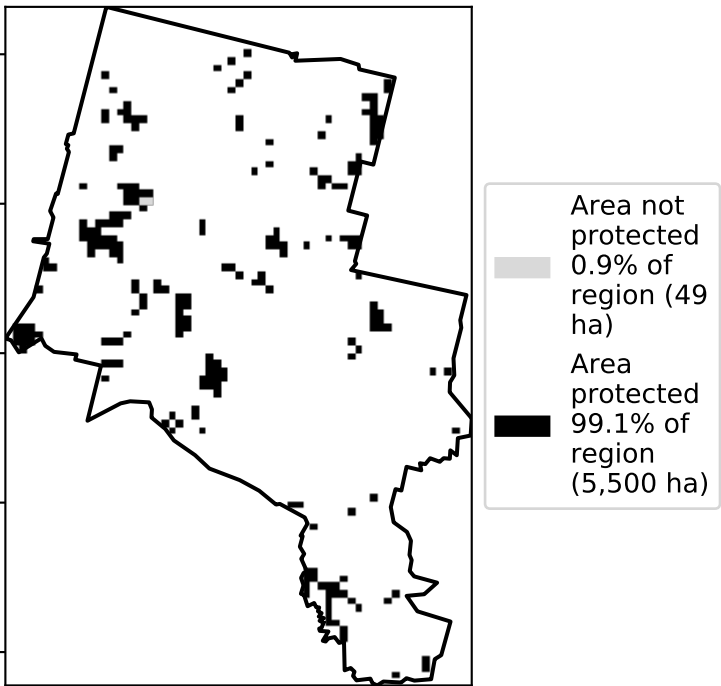 Area not
protected
0.9% of
region (49
ha)
Area
protected
99.1% of
region
(5,500 ha)